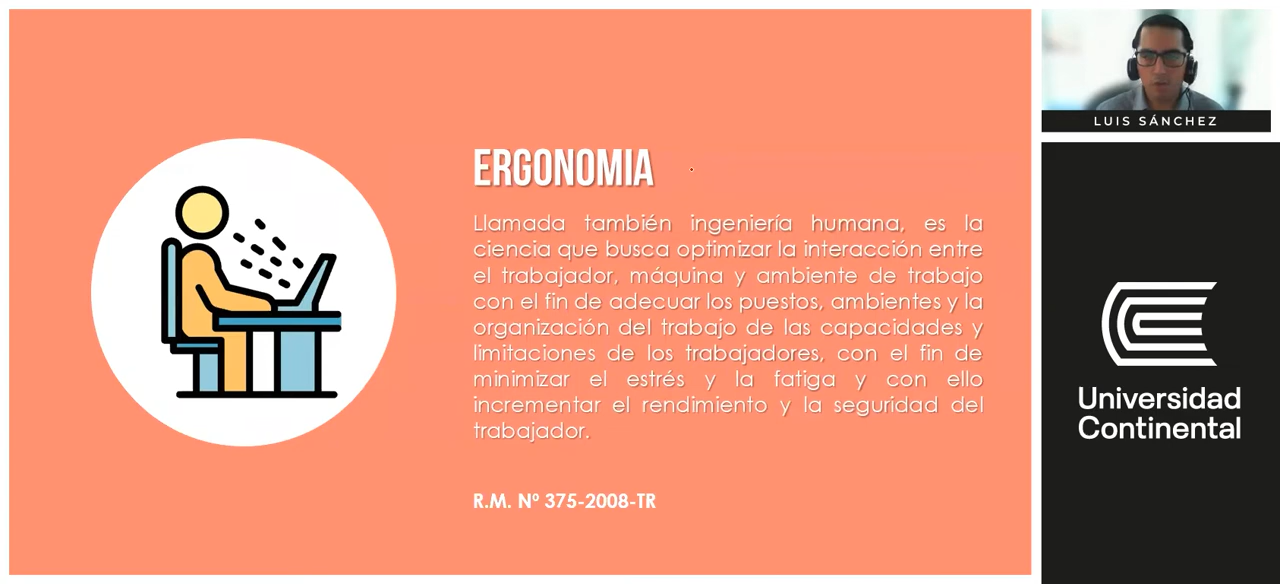 ERGONOMIA
Llamada también ingeniería humana, es la
ciencia que busca optimizar la interacción entre
el trabajador, máquina y ambiente de trabajo
con el fin de adecuar los puestos, ambientes y la
organización del trabajo de las capacidades y
limitaciones de los trabajadores, con el fin de
minimizar el estrés y la fatiga y con ello
incrementar el rendimiento y la seguridad del
trabajador.
R.M. Nº 375-2008-TR
LUIS SÁNCHEZ
Universidad
Continental